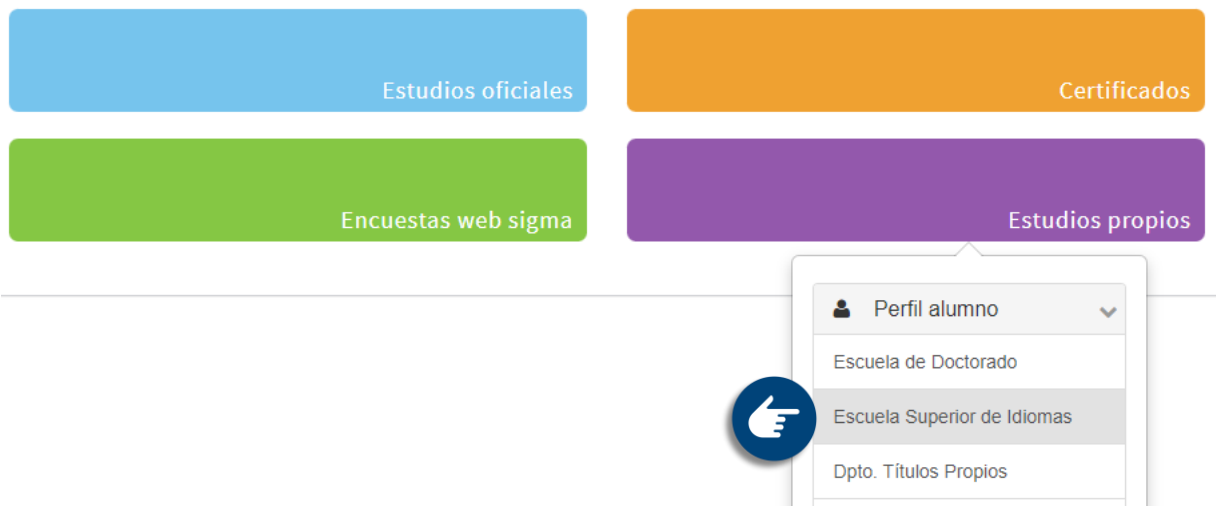 Estudios oficiales
Certificados
Encuestas web sigma
Estudios propios
Perfil alumno
Escuela de Doctorado
Escuela Superior de Idiomas
Dpto. Títulos Propios